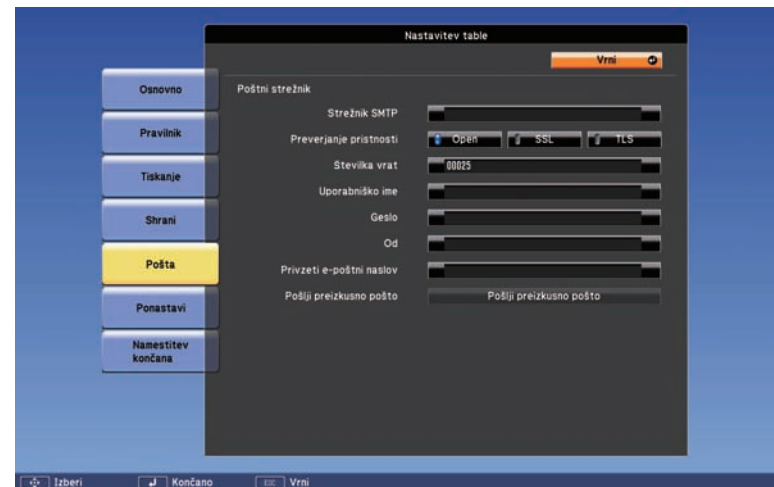 Nastavitev table
Vrni
Osnovno
Pravilnik
Tiskanje
Shrani
Pošta
Ponastavi
Namestitev
končana
Poštni strežnik
Strežnik SMTP
Preverjanje pristnosti Open SSL TLS
Stevilka vrat 00025
Uporabniško ime
Geslo
Od
Privzeti e-poštni naslov
Pošlji preizkusno pošto Pošlji preizkusno pošto
Izberi Končano ESC Vrni